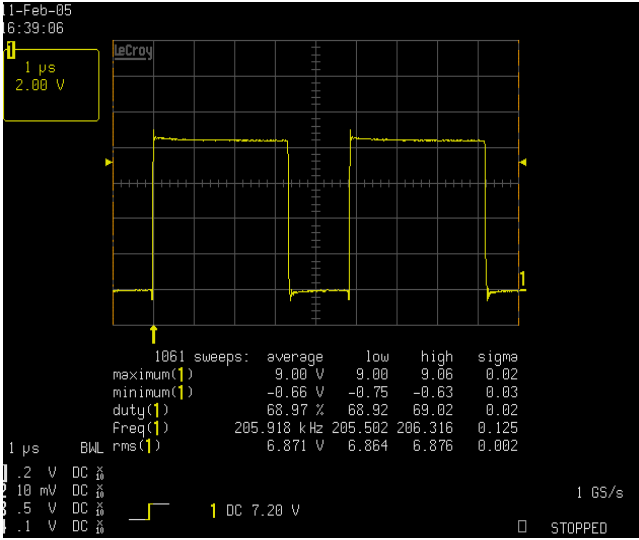 11-Feb-05
16:39:06
1
1 µs
2.00 V
LeCroy
1
1061 sweeps: average low high sigma
maximum(1) 9.00 V 9.00 9.06 0.02
minimum(1) -0.66 V -0.75 -0.63 0.03
duty(1) 68.97 % 68.92 69.02 0.02
Freq(1) 205.918 kHz 205.502 206.316 0.125
rms(1) 6.871 V 6.864 6.876 0.002
1 µs BWL
.2 V DC
10 mV DC
.5 V DC
.1 V DC
1 DC 7.20 V
1 GS/s
STOPPED